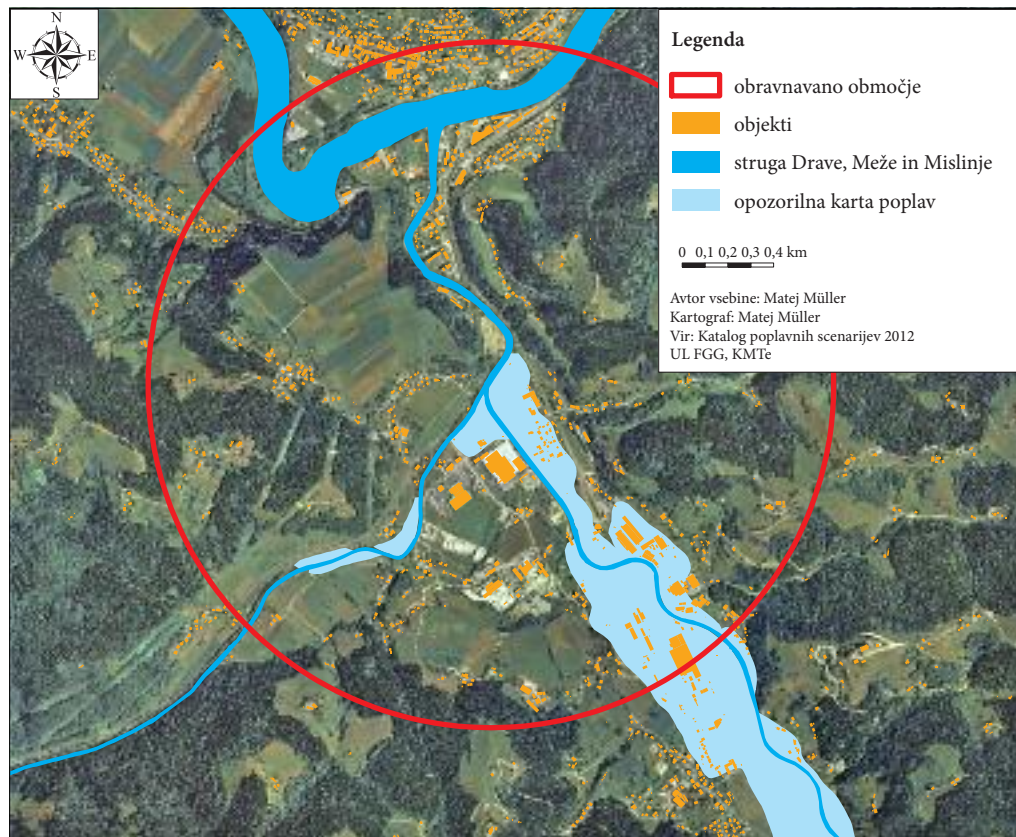 N
W E
S
Legenda
obravnavano območje
objekti
struga Drave, Meže in Mislinje
opozorilna karta poplav
0 0,1 0,2 0,3 0,4 km
Avtor vsebine: Matej Müller
Kartograf: Matej Müller
Vir: Katalog poplavnih scenarijev 2012
UL FGG, KMTe